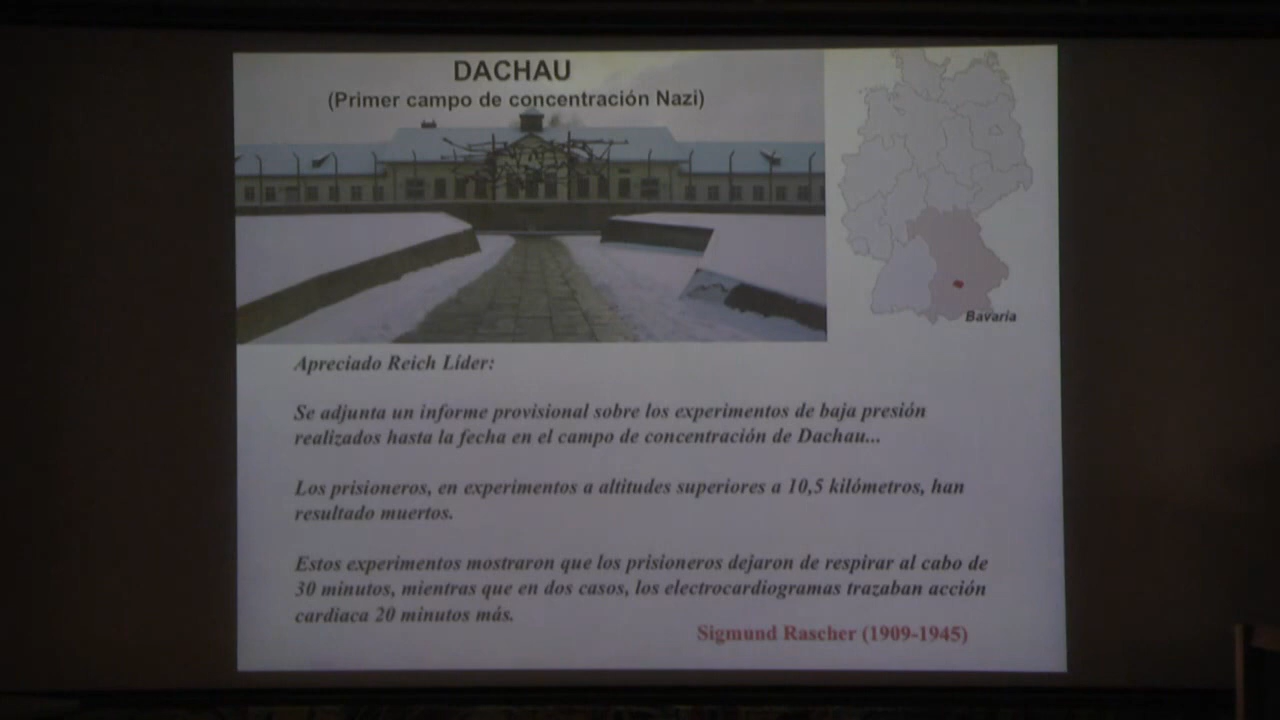 DACHAU
(Primer campo de concentración Nazi)
Bavaria
Apreciado Reich Líder:
Se adjunta un informe provisional sobre los experimentos de baja presión
realizados hasta la fecha en el campo de concentración de Dachau...
Los prisioneros, en experimentos a altitudes superiores a 10,5 kilómetros, han
resultado muertos.
Estos experimentos mostraron que los prisioneros dejaron de respirar al cabo de
30 minutos, mientras que en dos casos, los electrocardiogramas trazaban acción
cardiaca 20 minutos más.
Sigmund Rascher (1909-1945)